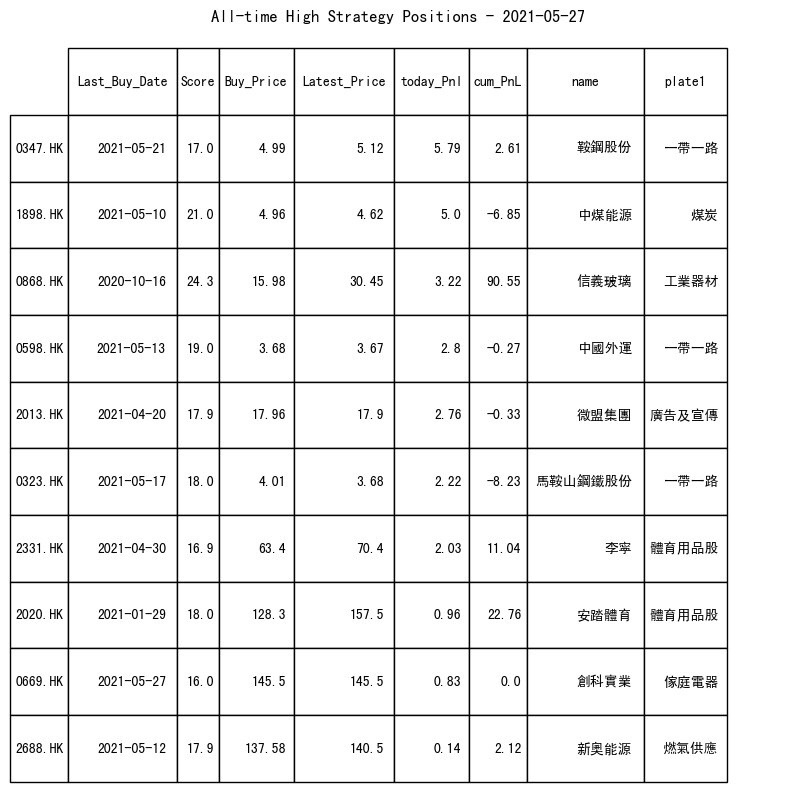 All-time High Strategy Positions - 2021-05-27
Last_Buy_Date Score Buy_Price Latest_Price today_Pnl cum_PnL name plate1
0347.HK 2021-05-21 17.0 4.99 5.12 5.79 2.61 鞍鋼股份 一帶一路
1898.HK 2021-05-10 21.0 4.96 4.62 5.0 -6.85 中煤能源 煤炭
0868.HK 2020-10-16 24.3 15.98 30.45 3.22 90.55 信義玻璃 工業器材
0598.HK 2021-05-13 19.0 3.68 3.67 2.8 -0.27 中國外運 一帶一路
2013.HK 2021-04-20 17.9 17.96 17.9 2.76 -0.33 微盟集團 廣告及宣傳
0323.HK 2021-05-17 18.0 4.01 3.68 2.22 -8.23 馬鞍山鋼鐵股份 一帶一路
2331.HK 2021-04-30 16.9 63.4 70.4 2.03 11.04 李寧 體育用品股
2020.HK 2021-01-29 18.0 128.3 157.5 0.96 22.76 安踏體育 體育用品股
0669.HK 2021-05-27 16.0 145.5 145.5 0.83 0.0 創科實業 傢庭電器
2688.HK 2021-05-12 17.9 137.58 140.5 0.14 2.12 新奧能源 燃氣供應